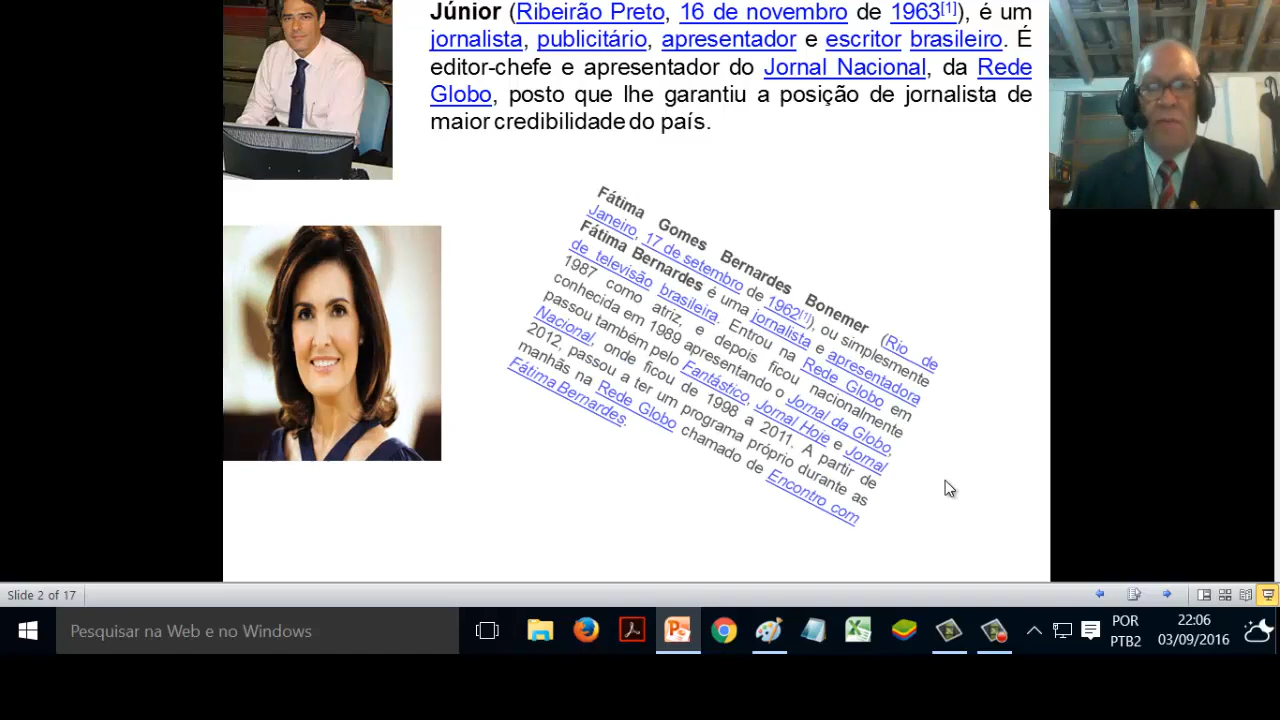 Júnior (Ribeirão Preto, 16 de novembro de 1963[1]), é um
jornalista, publicitário, apresentador e escritor brasileiro. É
editor-chefe e apresentador do Jornal Nacional, da Rede
Globo, posto que lhe garantiu a posição de jornalista de
maior credibilidade do país.
Fátima Gomes Bernardes Bonemer (Rio de
Janeiro, 17 de setembro de 1962[1]), ou simplesmente
Fátima Bernardes é uma jornalista e apresentadora
de televisão brasileira. Entrou na Rede Globo em
1987 como atriz, e depois ficou nacionalmente
conhecida em 1989 apresentando o Jornal da Globo,
passou também pelo Fantástico, Jornal Hoje e Jornal
Nacional, onde ficou de 1998 a 2011. A partir de
2012, passou a ter um programa próprio durante as
manhãs na Rede Globo chamado de Encontro com
Fátima Bernardes.
Slide 2 of 17
Pesquisar na Web e no Windows
POR
PTB2
22:06
03/09/2016